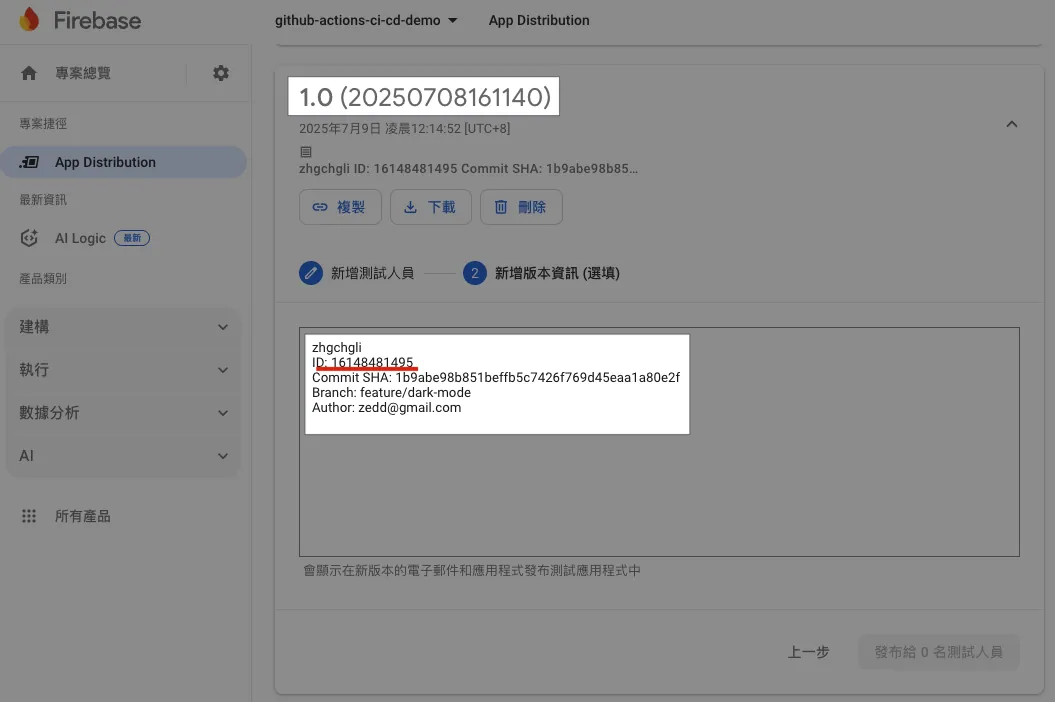 Firebase
github-actions-ci-cd-demo
App Distribution
專案總覽
專案捷徑
App Distribution
最新資訊
AI Logic
最新
產品類別
建構
執行
數據分析
AI
所有產品
1.0 (20250708161140)
2025年7月9日 凌晨12:14:52 [UTC+8]
zhgchgli ID: 16148481495 Commit SHA: 1b9abe98b85…
複製
下載
刪除
新增測試人員
2
新增版本資訊 (選填)
zhgchgli
ID: 16148481495
Commit SHA: 1b9abe98b851beffb5c7426f769d45eaa1a80e2f
Branch: feature/dark-mode
Author: zedd@gmail.com
會顯示在新版本的電子郵件和應用程式發布測試應用程式中
上一步
發布給 0 名測試人員